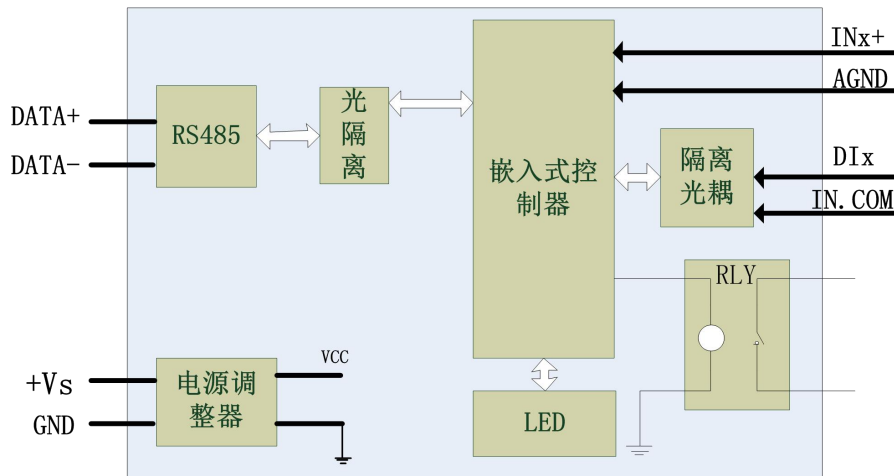 INx+
AGND
DATA+
DATA-
RS485
光
隔
离
嵌入式控
制器
隔离
光耦
DIx
IN.COM
RLY
+Vs
GND
电源调
整器
VCC
LED